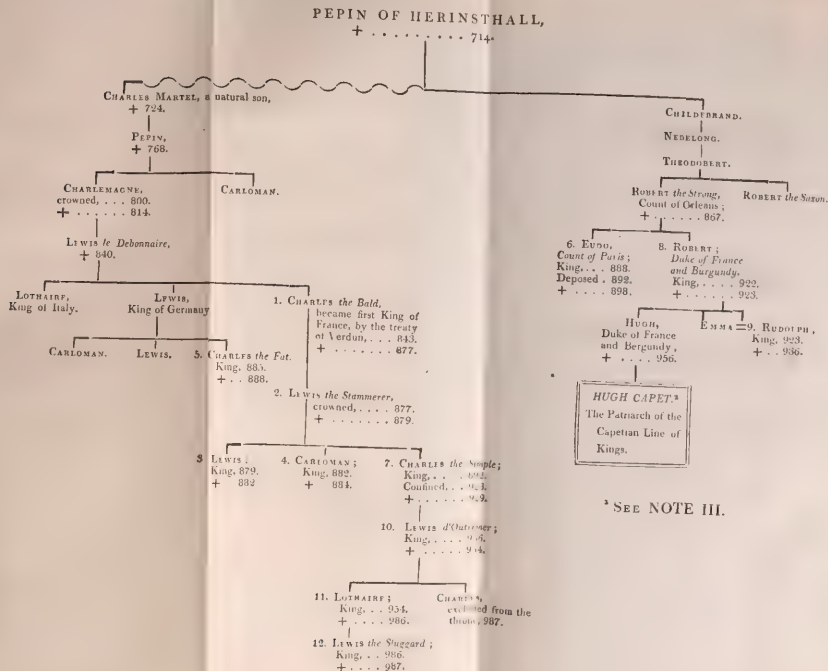 PEPIN OF HERINSTHALL,
+ . . . . . . . . . 714.
CHARLES MARTEL, a natural son,
+ 724.
PEPIN,
+ 768.
CHARLEMAGNE,
crowned, . . . 800.
+ . . . . . . 814.
CARLOMAN.
LEWIS le Debonnaire,
+ 840.
LOTHAIRE,
King of Italy.
LEWIS,
King of Germany
1. CHARLES the Bald,
became first King of
France, by the treaty
of Verdun, . . . 843.
+ . . . . . . . 877.
CARLOMAN.
LEWIS.
5. CHARLES the Fat.
King. 885.
+ . . 888.
2. LEWIS the Stammerer,
crowned, . . . . 877.
+ . . . . . . . 879.
3 LEWIS.
King, 879.
+ 882
4. CARLOMAN;
King, 882.
+ 884.
7. CHARLES the Simple;
King, . . .
Confined. . .
+ . . . . . .
10. LEWIS d'Outremer;
King, . . .
+ . . . . .
11. LOTHAIRE;
King. . . 954.
+ . . . . 986.
CHARLES,
excluded from the
throne, 987.
12. LEWIS the Sluggard;
King, . . 986.
+ . . . . 987.
CHILDEBRAND.
NEBELONG.
THEODOBERT.
ROBERT the Strong,
Count of Orleans;
+ . . . . . . 867.
ROBERT the Saxon.
6. EUDO,
Count of Paris;
King. . . 888.
Deposed . 892.
+ . . . . 898.
8. ROBERT;
Duke of France
and Burgundy.
King, . . . . 922.
+ . . . . . . 923.
HUGH,
Duke of France
and Bergundy,
+ . . . . 956.
EMMA = 9. RUDOLPH,
King. 923.
+ . . 936.
HUGH CAPET.²
The Patriarch of the
Capetian Line of
Kings.
² SEE NOTE III.